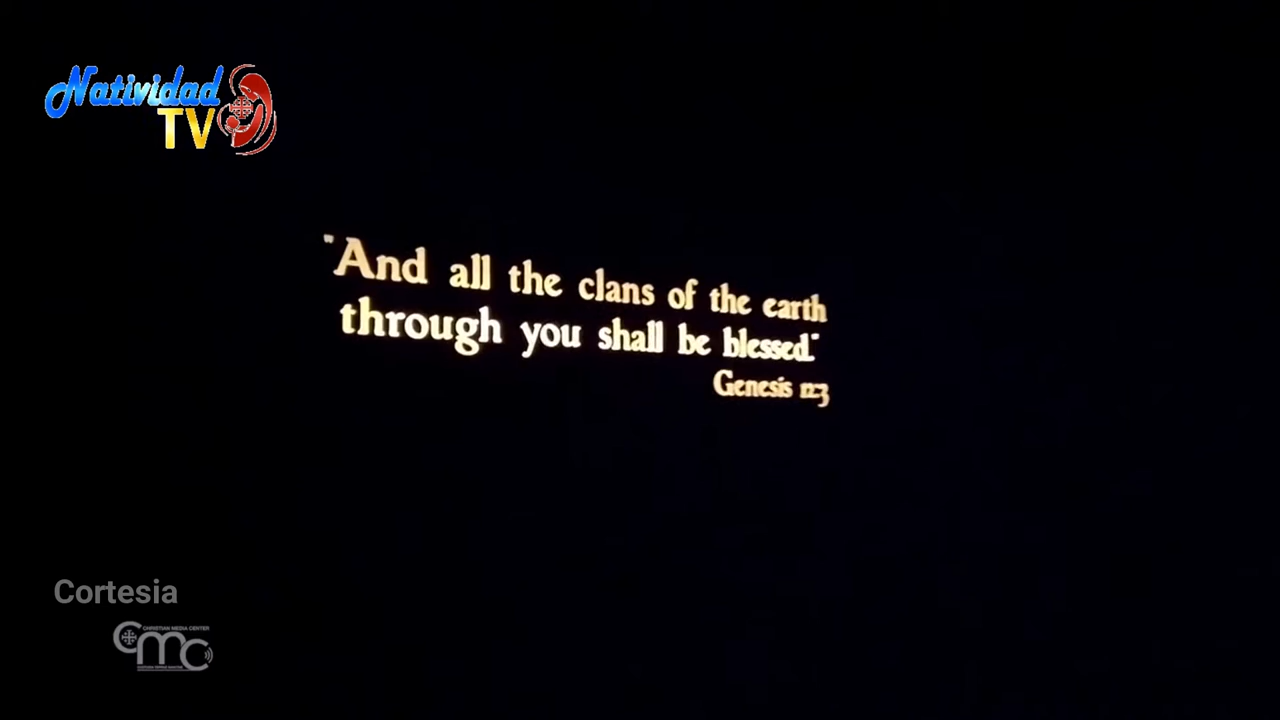 Natividad
TV
"And all the clans of the earth
through you shall be blessed."
Genesis 12:3
Cortesia
CHRISTIAN MEDIA CENTER
CMC